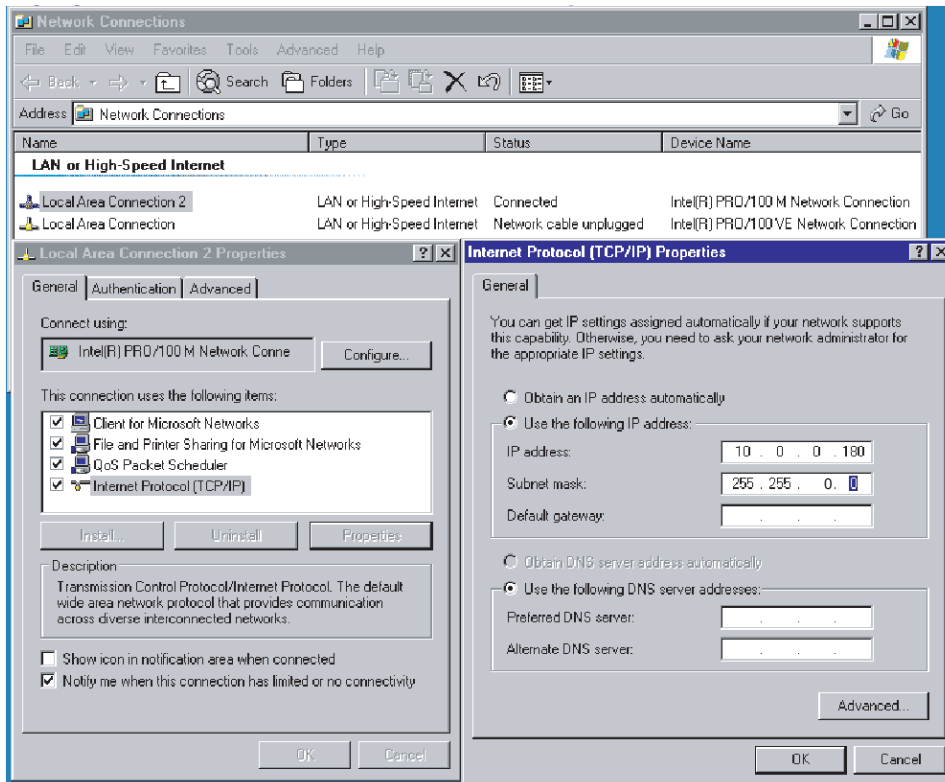 Network Connections
File Edit View Favorites Tools Advanced Help
Back Search Folders
Address Network Connections Go
Name Type Status Device Name
LAN or High-Speed Internet
Local Area Connection 2 LAN or High-Speed Internet Connected Intel(R) PRO/100 M Network Connection
Local Area Connection LAN or High-Speed Internet Network cable unplugged Intel(R) PRO/100 VE Network Connection
Local Area Connection 2 Properties
General Authentication Advanced
Connect using:
Intel(R) PRO/100 M Network Conne Configure...
This connection uses the following items:
Client for Microsoft Networks
File and Printer Sharing for Microsoft Networks
QoS Packet Scheduler
Internet Protocol (TCP/IP)
Install... Uninstall Properties
Description
Transmission Control Protocol/Internet Protocol. The default
wide area network protocol that provides communication
across diverse interconnected networks.
Show icon in notification area when connected
Notify me when this connection has limited or no connectivity
OK Cancel
Internet Protocol (TCP/IP) Properties
General
You can get IP settings assigned automatically if your network supports
this capability. Otherwise, you need to ask your network administrator for
the appropriate IP settings.
Obtain an IP address automatically
Use the following IP address:
IP address: 10 . 0 . 0 . 180
Subnet mask: 255 . 255 . 0 . 0
Default gateway: . . .
Obtain DNS server address automatically
Use the following DNS server addresses:
Preferred DNS server: . . .
Alternate DNS server: . . .
Advanced...
OK Cancel